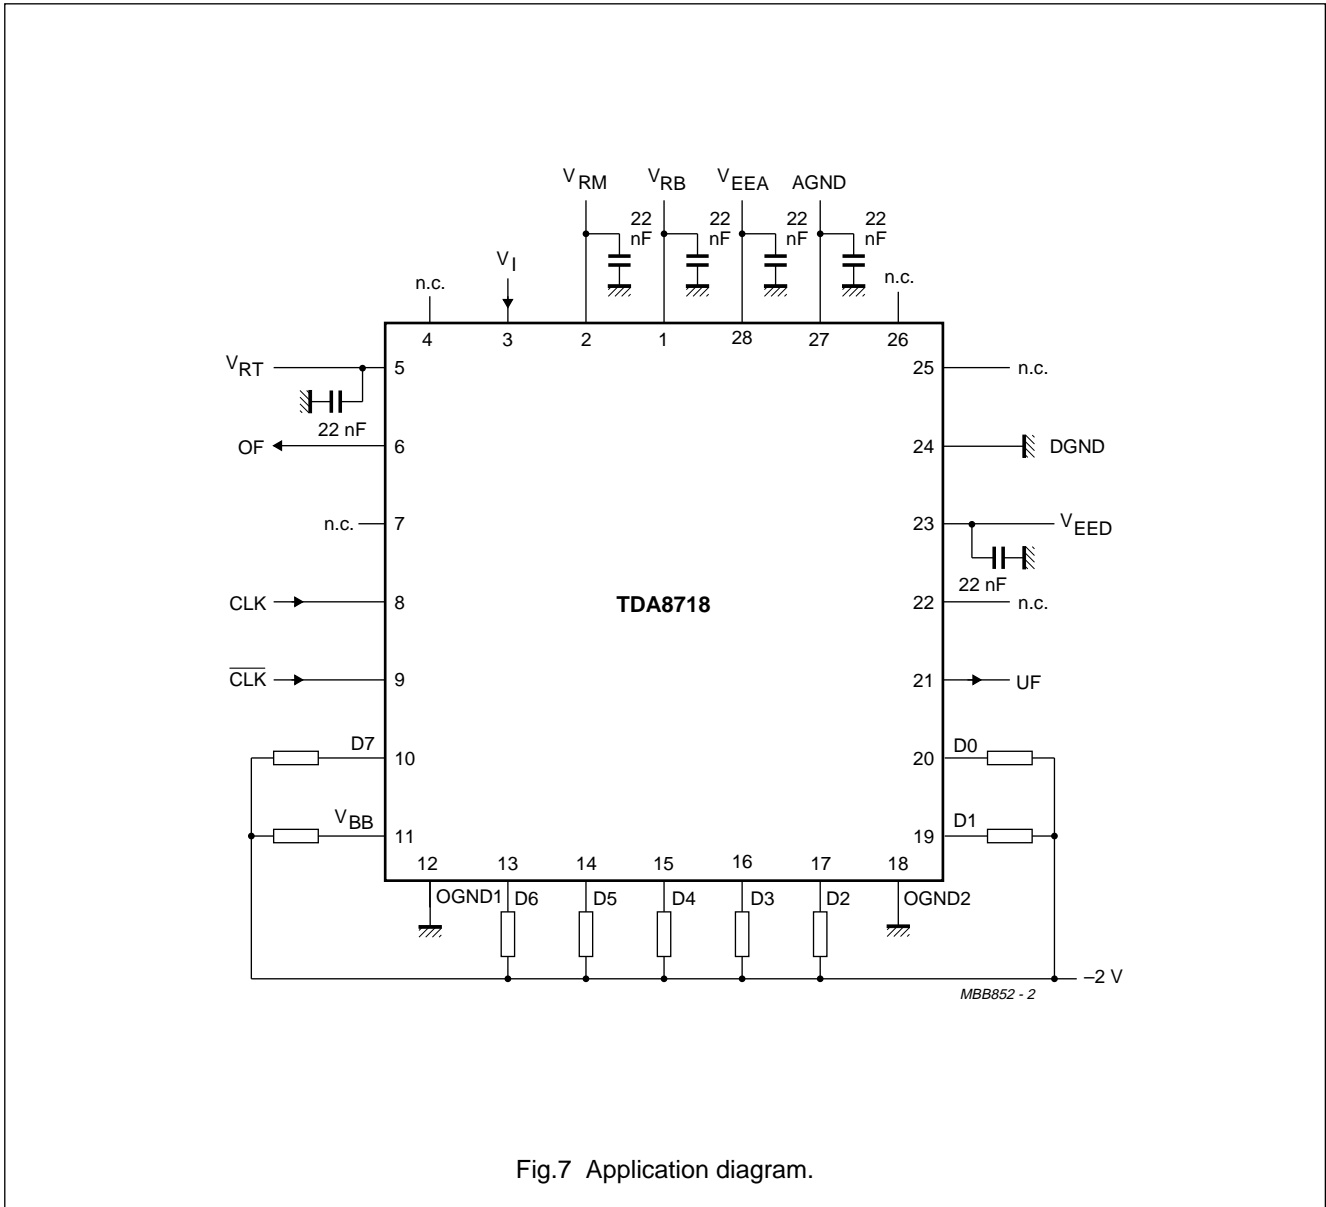 V RM V RB V EEA AGND
22 nF 22 nF 22 nF 22 nF
V I
n.c. n.c.
4 3 2 1 28 27 26
V RT 5 25 n.c.
22 nF
OF 6 24 DGND
n.c. 7 23 V EED
22 nF
CLK 8 TDA8718 22 n.c.
C̅L̅K̅ 9 21 UF
D7 10 20 D0
V BB 11 19 D1
12 13 14 15 16 17 18
OGND1 D6 D5 D4 D3 D2 OGND2
–2 V
MBB852 - 2
Fig.7 Application diagram.